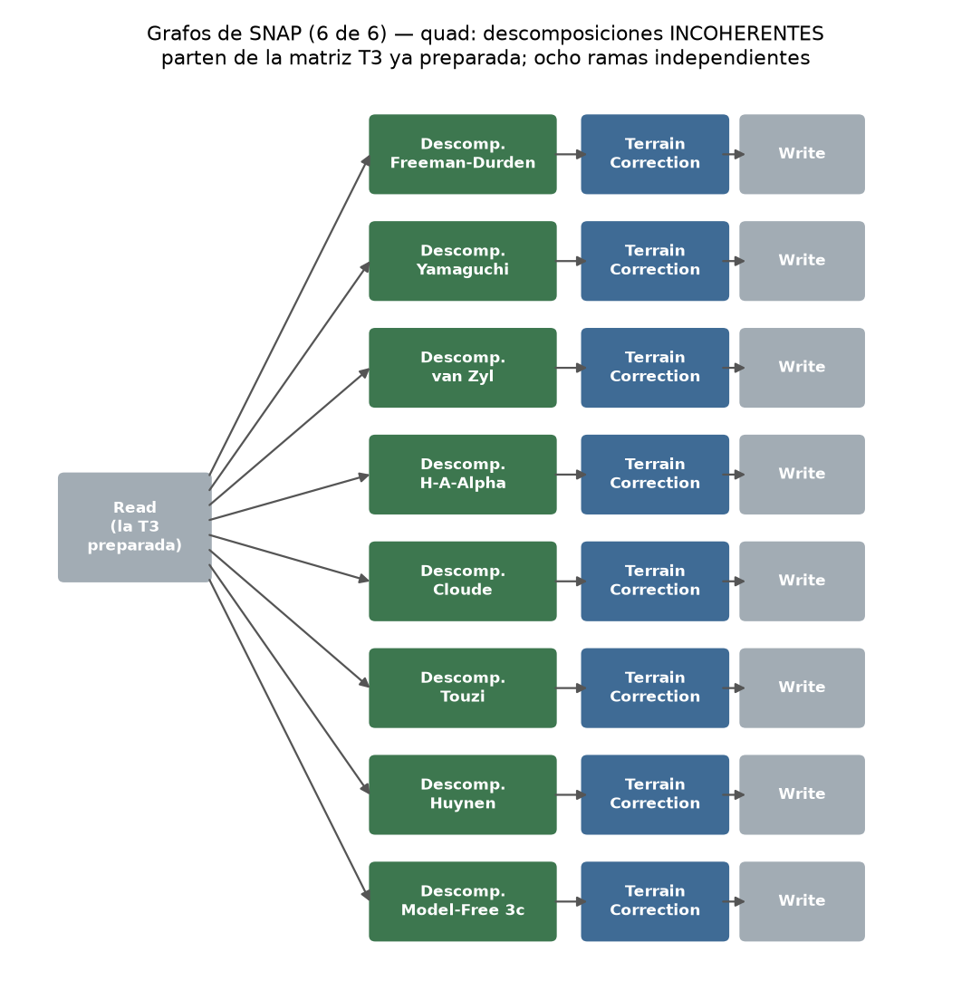 Grafos de SNAP (6 de 6) — quad: descomposiciones INCOHERENTES
parten de la matriz T3 ya preparada; ocho ramas independientes
Descomp.
Freeman-Durden
Terrain
Correction
Write
Descomp.
Yamaguchi
Terrain
Correction
Write
Descomp.
van Zyl
Terrain
Correction
Write
Descomp.
H-A-Alpha
Terrain
Correction
Write
Read
(la T3
preparada)
Descomp.
Cloude
Terrain
Correction
Write
Descomp.
Touzi
Terrain
Correction
Write
Descomp.
Huynen
Terrain
Correction
Write
Descomp.
Model-Free 3c
Terrain
Correction
Write